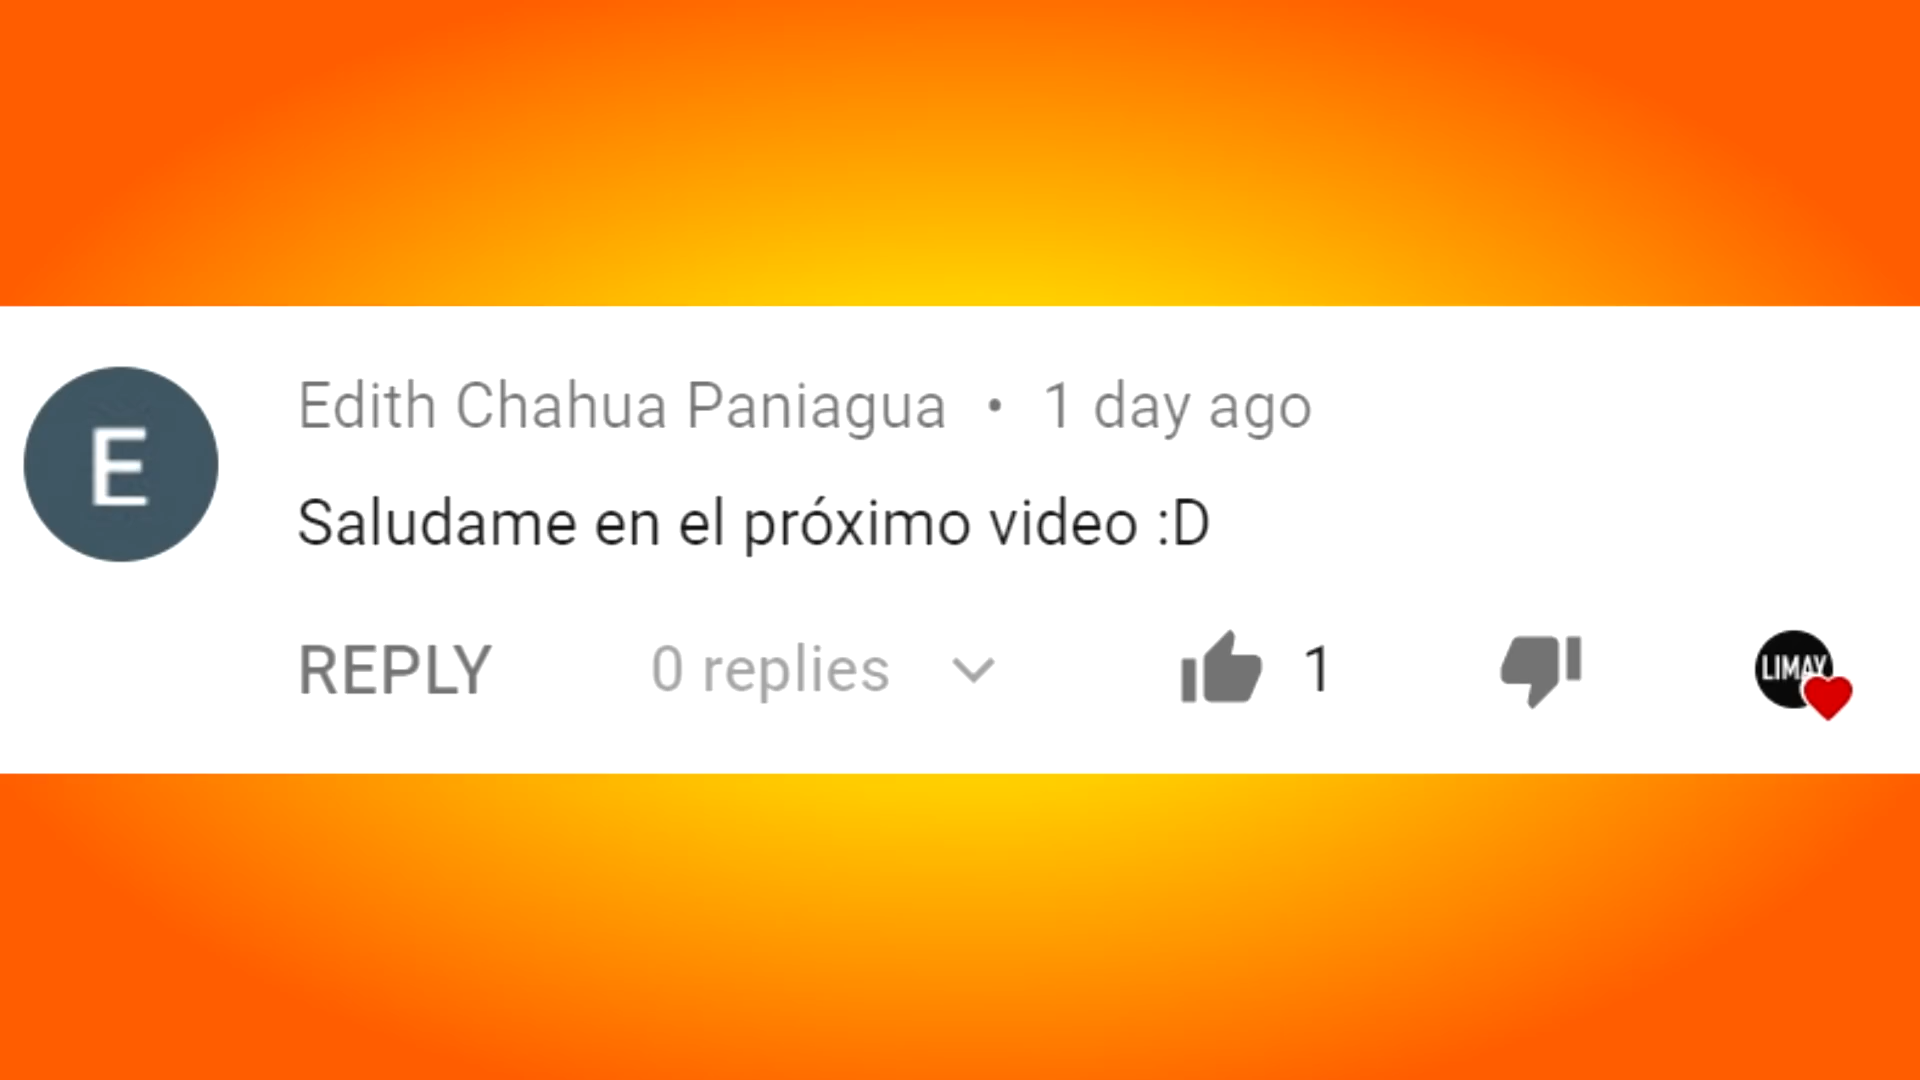 E
Edith Chahua Paniagua • 1 day ago
Saludame en el próximo video :D
REPLY 0 replies 1
LIMAY